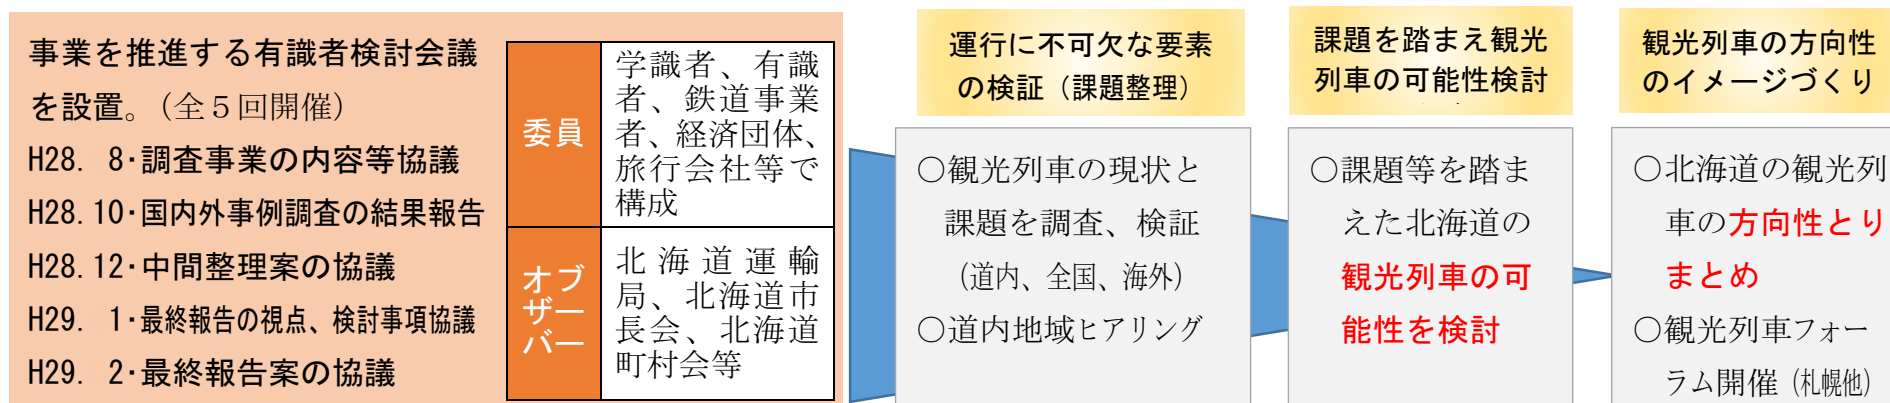 事業を推進する有識者検討会議
を設置。（全５回開催）
H28. 8・調査事業の内容等協議
H28.10・国内外事例調査の結果報告
H28.12・中間整理案の協議
H29. 1・最終報告の視点、検討事項協議
H29. 2・最終報告案の協議
委員
学識者、有識
者、鉄道事業
者、経済団体、
旅行会社等で
構成
オブ
ザー
バー
北海道運輸
局、北海道市
長会、北海道
町村会等
運行に不可欠な要素
の検証（課題整理）
〇観光列車の現状と
課題を調査、検証
（道内、全国、海外）
〇道内地域ヒアリング
課題を踏まえ観光
列車の可能性検討
〇課題等を踏ま
えた北海道の
観光列車の可
能性を検討
観光列車の方向性
のイメージづくり
〇北海道の観光列
車の方向性とり
まとめ
〇観光列車フォー
ラム開催（札幌他）